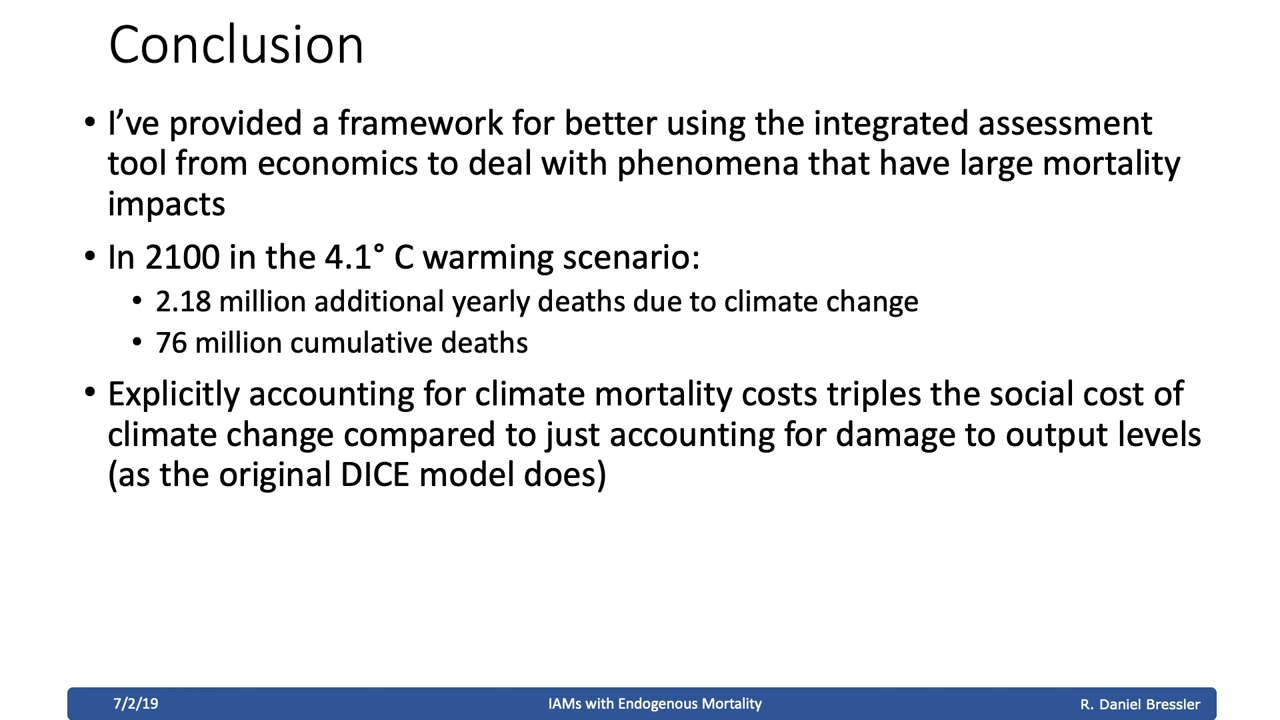 Conclusion
• I’ve provided a framework for better using the integrated assessment
tool from economics to deal with phenomena that have large mortality
impacts
• In 2100 in the 4.1° C warming scenario:
• 2.18 million additional yearly deaths due to climate change
• 76 million cumulative deaths
• Explicitly accounting for climate mortality costs triples the social cost of
climate change compared to just accounting for damage to output levels
(as the original DICE model does)
7/2/19
IAMs with Endogenous Mortality
R. Daniel Bressler